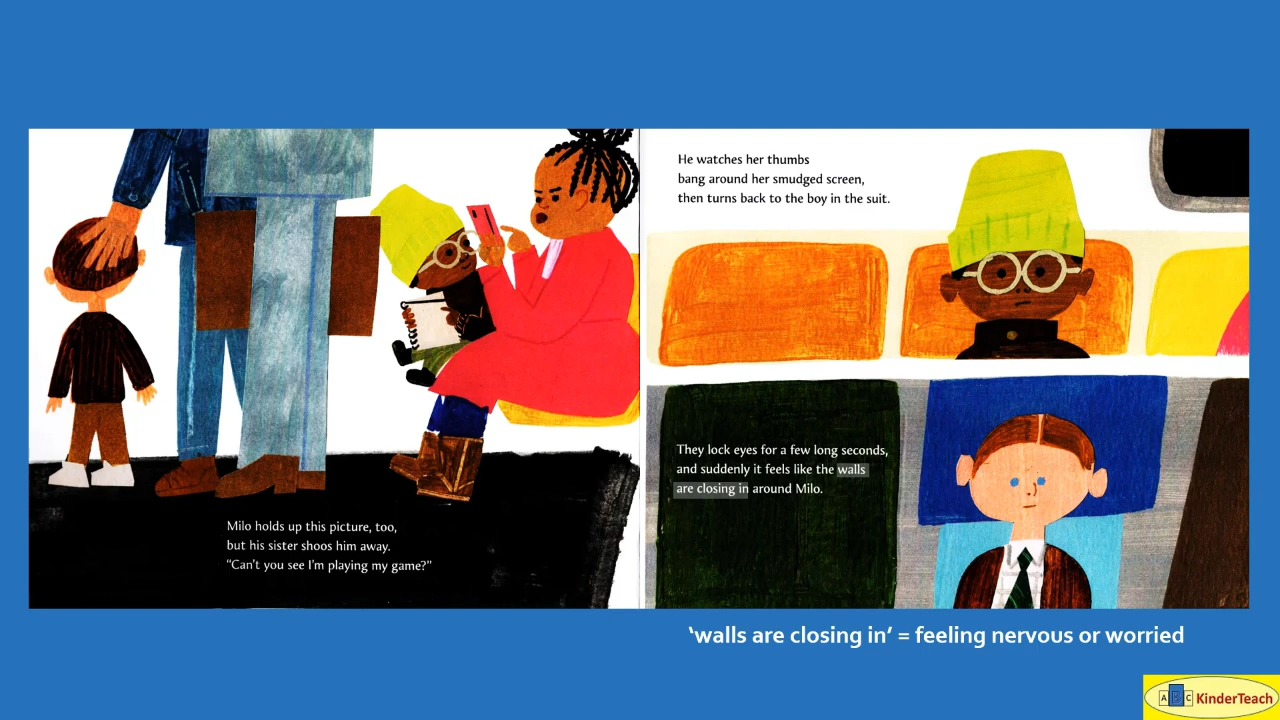 Milo holds up this picture, too,
but his sister shoos him away.
“Can’t you see I’m playing my game?”
He watches her thumbs
bang around her smudged screen,
then turns back to the boy in the suit.
They lock eyes for a few long seconds,
and suddenly it feels like the walls
are closing in around Milo.
‘walls are closing in’ = feeling nervous or worried
ABC KinderTeach